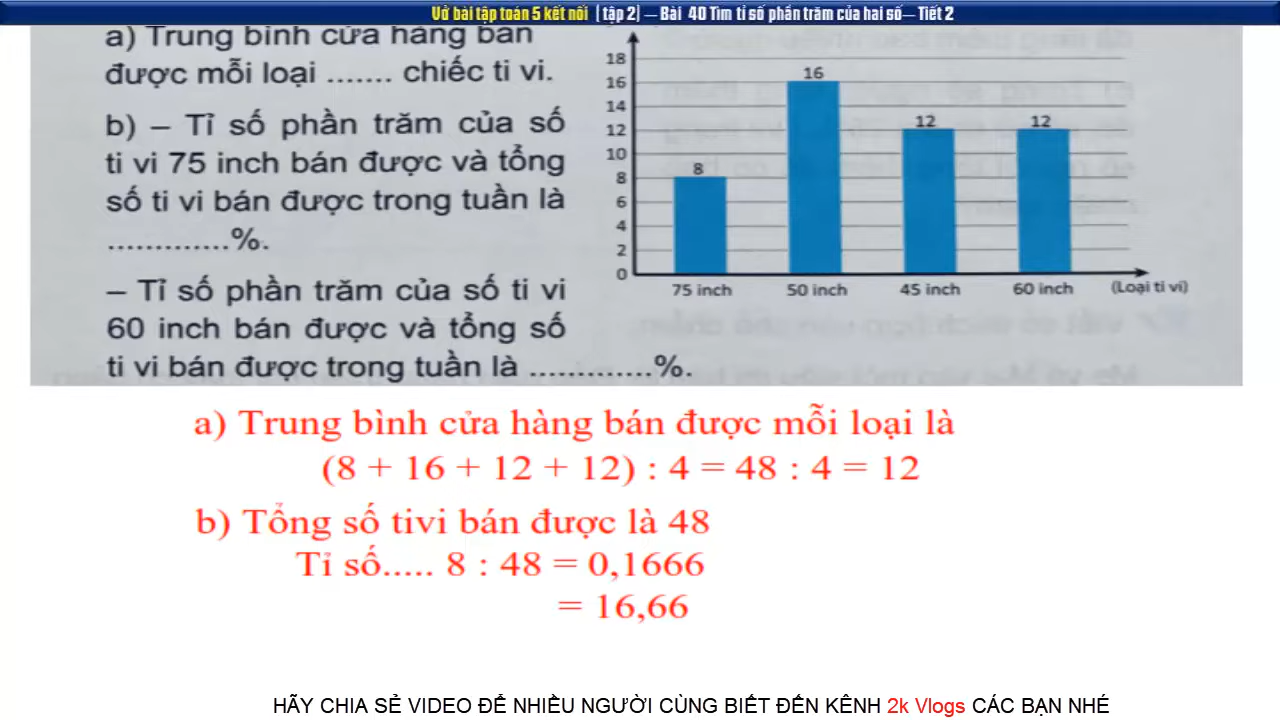 Vở bài tập toán 5 kết nối ( tập 2) – Bài 40 Tìm tỉ số phần trăm của hai số– Tiết 2
a) Trung bình cửa hàng bán
được mỗi loại ....... chiếc ti vi.
b) – Tỉ số phần trăm của số
ti vi 75 inch bán được và tổng
số ti vi bán được trong tuần là
.............%.
– Tỉ số phần trăm của số ti vi
60 inch bán được và tổng số
ti vi bán được trong tuần là .............%.
18
16
14
12
10
8
6
4
2
0
8
16
12
12
75 inch
50 inch
45 inch
60 inch
(Loại ti vi)
a) Trung bình cửa hàng bán được mỗi loại là
(8 + 16 + 12 + 12) : 4 = 48 : 4 = 12
b) Tổng số tivi bán được là 48
Tỉ số..... 8 : 48 = 0,1666
= 16,66
HÃY CHIA SẺ VIDEO ĐỂ NHIỀU NGƯỜI CÙNG BIẾT ĐẾN KÊNH 2k Vlogs CÁC BẠN NHÉ